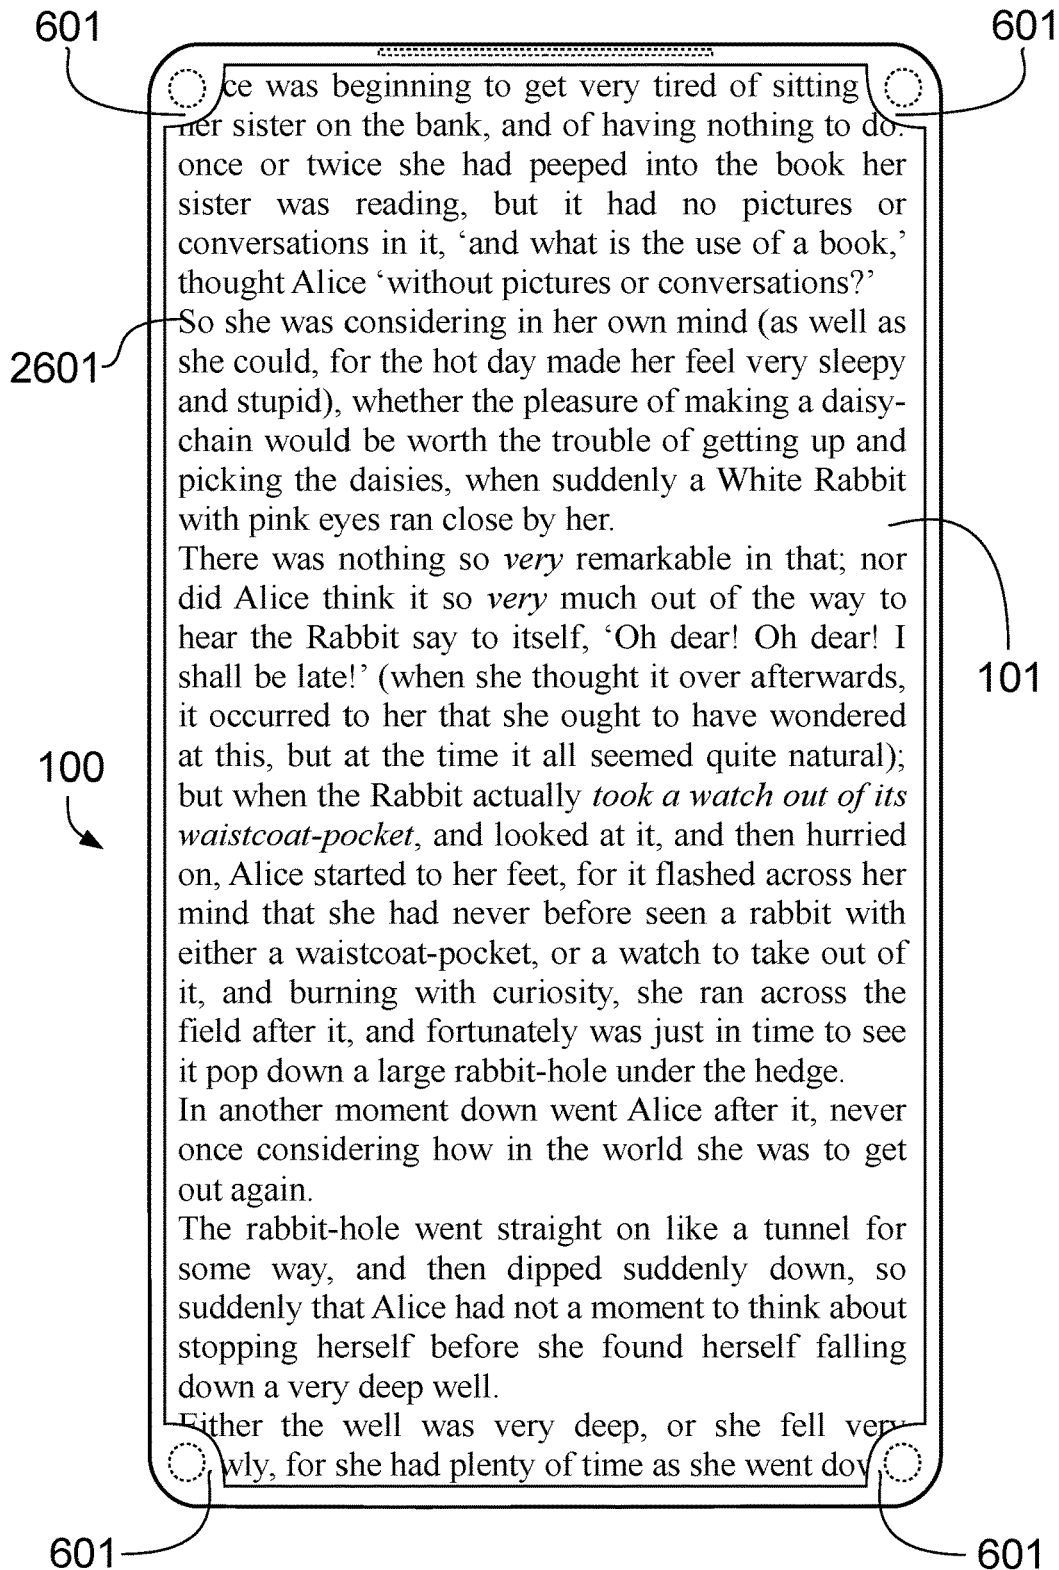 601
601
ce was beginning to get very tired of sitting
her sister on the bank, and of having nothing to do:
once or twice she had peeped into the book her
sister was reading, but it had no pictures or
conversations in it, ‘and what is the use of a book,’
thought Alice ‘without pictures or conversations?’
So she was considering in her own mind (as well as
2601
she could, for the hot day made her feel very sleepy
and stupid), whether the pleasure of making a daisy-
chain would be worth the trouble of getting up and
picking the daisies, when suddenly a White Rabbit
with pink eyes ran close by her.
There was nothing so very remarkable in that; nor
did Alice think it so very much out of the way to
hear the Rabbit say to itself, ‘Oh dear! Oh dear! I
shall be late!’ (when she thought it over afterwards,
101
it occurred to her that she ought to have wondered
at this, but at the time it all seemed quite natural);
100
but when the Rabbit actually took a watch out of its
waistcoat-pocket, and looked at it, and then hurried
on, Alice started to her feet, for it flashed across her
mind that she had never before seen a rabbit with
either a waistcoat-pocket, or a watch to take out of
it, and burning with curiosity, she ran across the
field after it, and fortunately was just in time to see
it pop down a large rabbit-hole under the hedge.
In another moment down went Alice after it, never
once considering how in the world she was to get
out again.
The rabbit-hole went straight on like a tunnel for
some way, and then dipped suddenly down, so
suddenly that Alice had not a moment to think about
stopping herself before she found herself falling
down a very deep well.
Either the well was very deep, or she fell very
wly, for she had plenty of time as she went dow
601
601